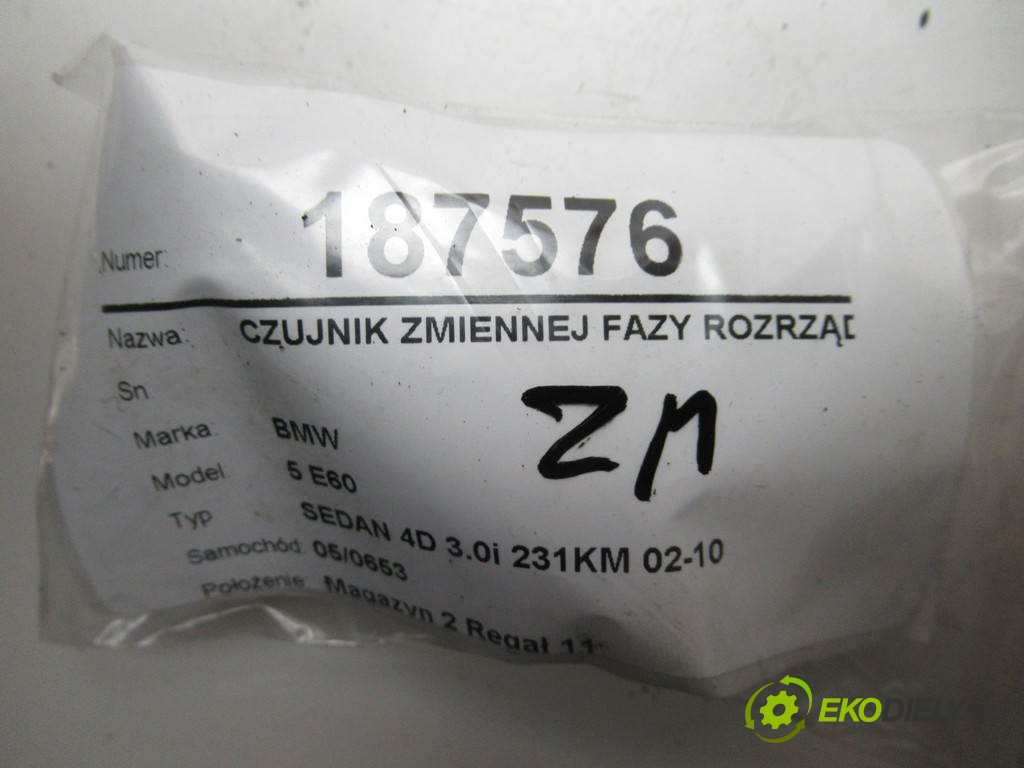 Numer: 187576
Nazwa: CZUJNIK ZMIENNEJ FAZY ROZRZĄD
Sn
Marka: BMW
Model. 5 E60
Typ SEDAN 4D 3.0i 231KM 02-10
Samochód: 05/0653
Położenie: Magazyn 2 Regał 11
ZM
EKODIELY